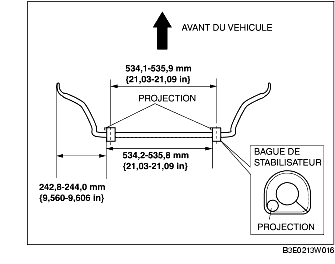 AVANT DU VEHICULE
534,1-535,9 mm
{21,03-21,09 in}
PROJECTION
534,2-535,8 mm
{21,03-21,09 in}
242,8-244,0 mm
{9,560-9,606 in}
BAGUE DE
STABILISATEUR
PROJECTION
B3E0213W016